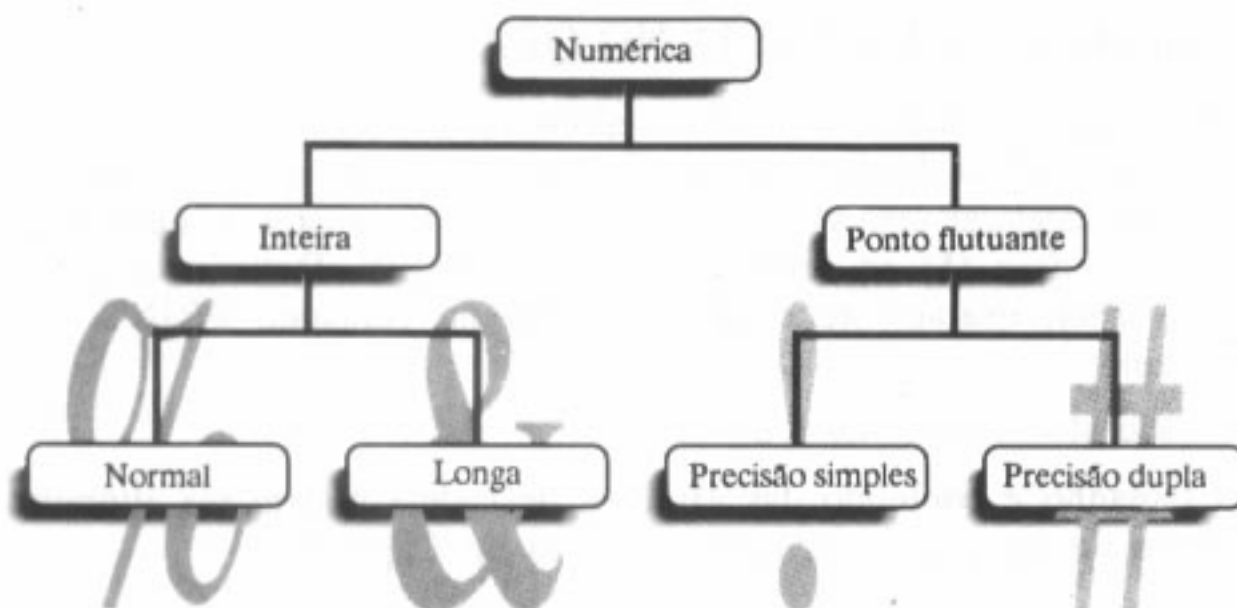 Numérica
Inteira
Ponto flutuante
% & ! #
Normal
Longa
Precisão simples
Precisão dupla